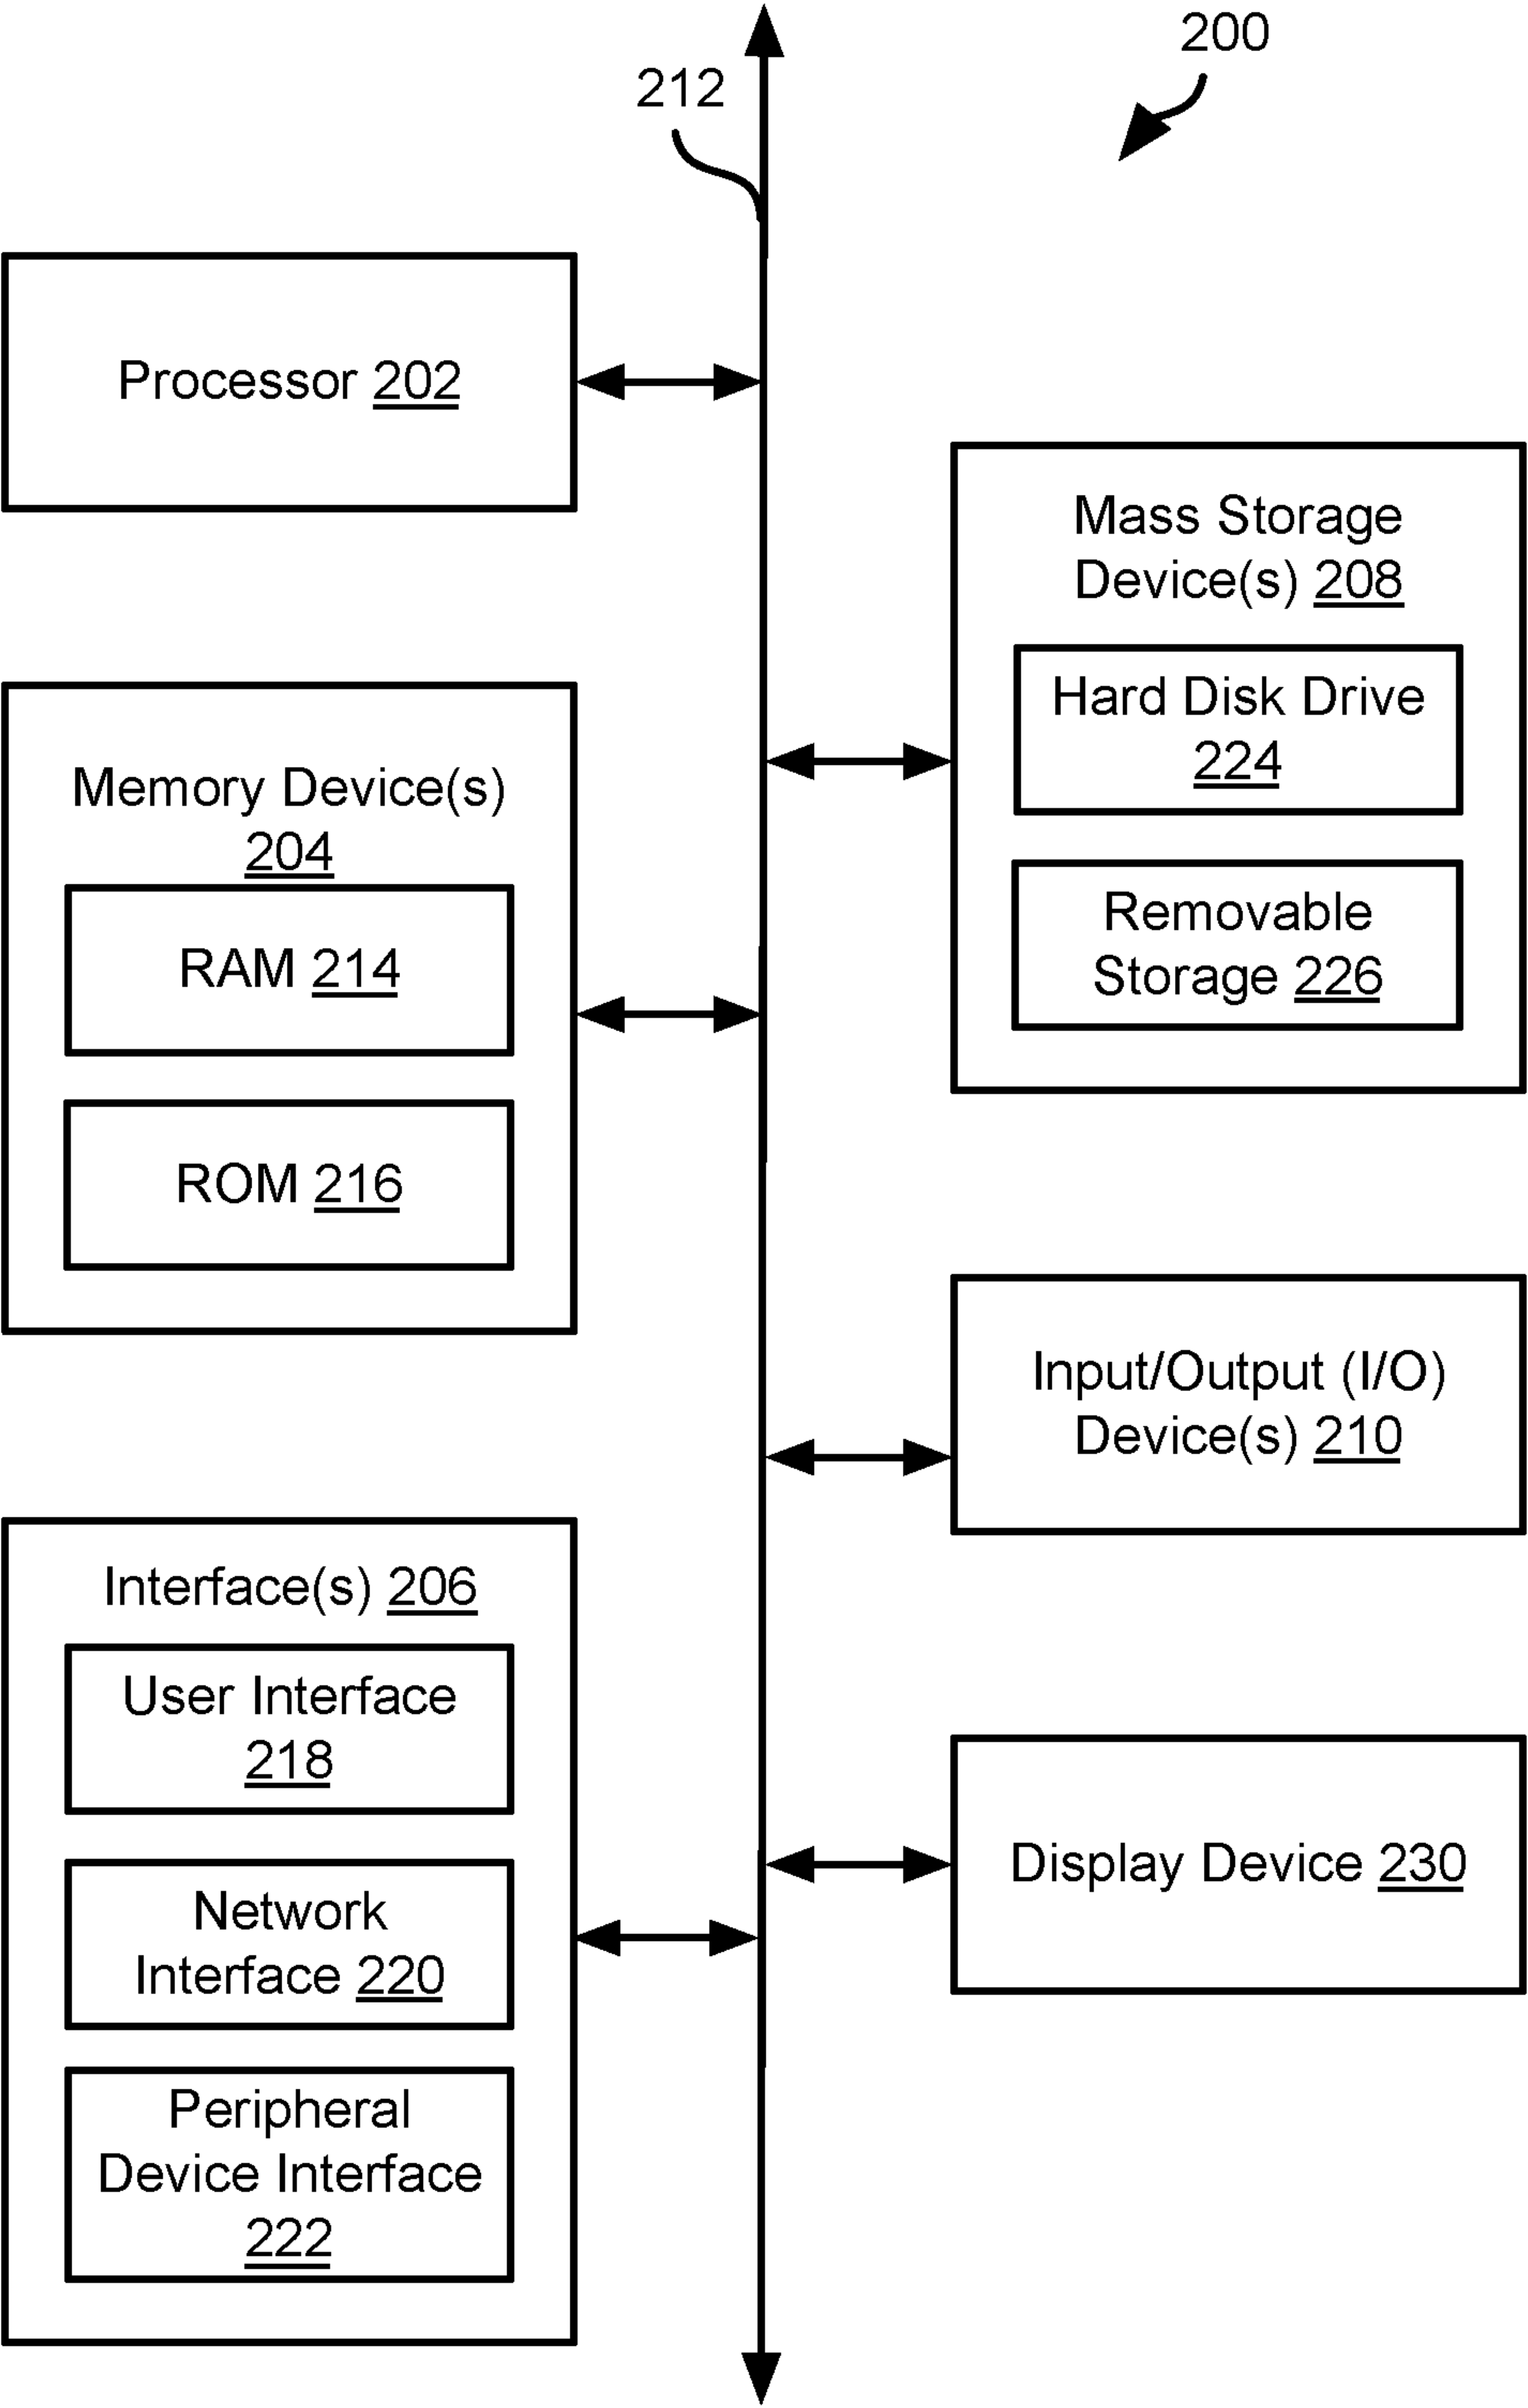 200
212
Processor 202
Mass Storage
Device(s) 208
Hard Disk Drive
224
Removable
Storage 226
Memory Device(s)
204
RAM 214
ROM 216
Input/Output (I/O)
Device(s) 210
Interface(s) 206
User Interface
218
Network
Interface 220
Peripheral
Device Interface
222
Display Device 230